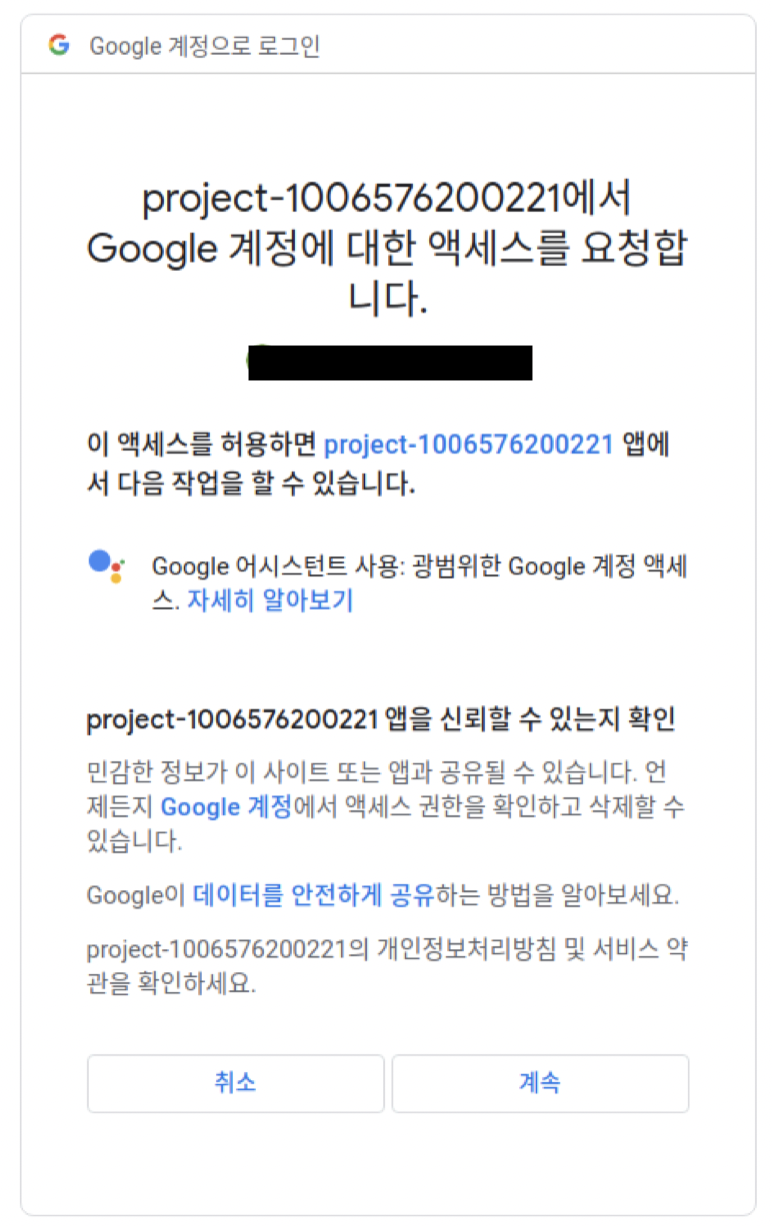 Google 계정으로 로그인
project-1006576200221에서
Google 계정에 대한 액세스를 요청합
니다.
이 액세스를 허용하면 project-1006576200221 앱에
서 다음 작업을 할 수 있습니다.
Google 어시스턴트 사용: 광범위한 Google 계정 액세
스. 자세히 알아보기
project-1006576200221 앱을 신뢰할 수 있는지 확인
민감한 정보가 이 사이트 또는 앱과 공유될 수 있습니다. 언
제든지 Google 계정에서 액세스 권한을 확인하고 삭제할 수
있습니다.
Google이 데이터를 안전하게 공유하는 방법을 알아보세요.
project-1006576200221의 개인정보처리방침 및 서비스 약
관을 확인하세요.
취소
계속